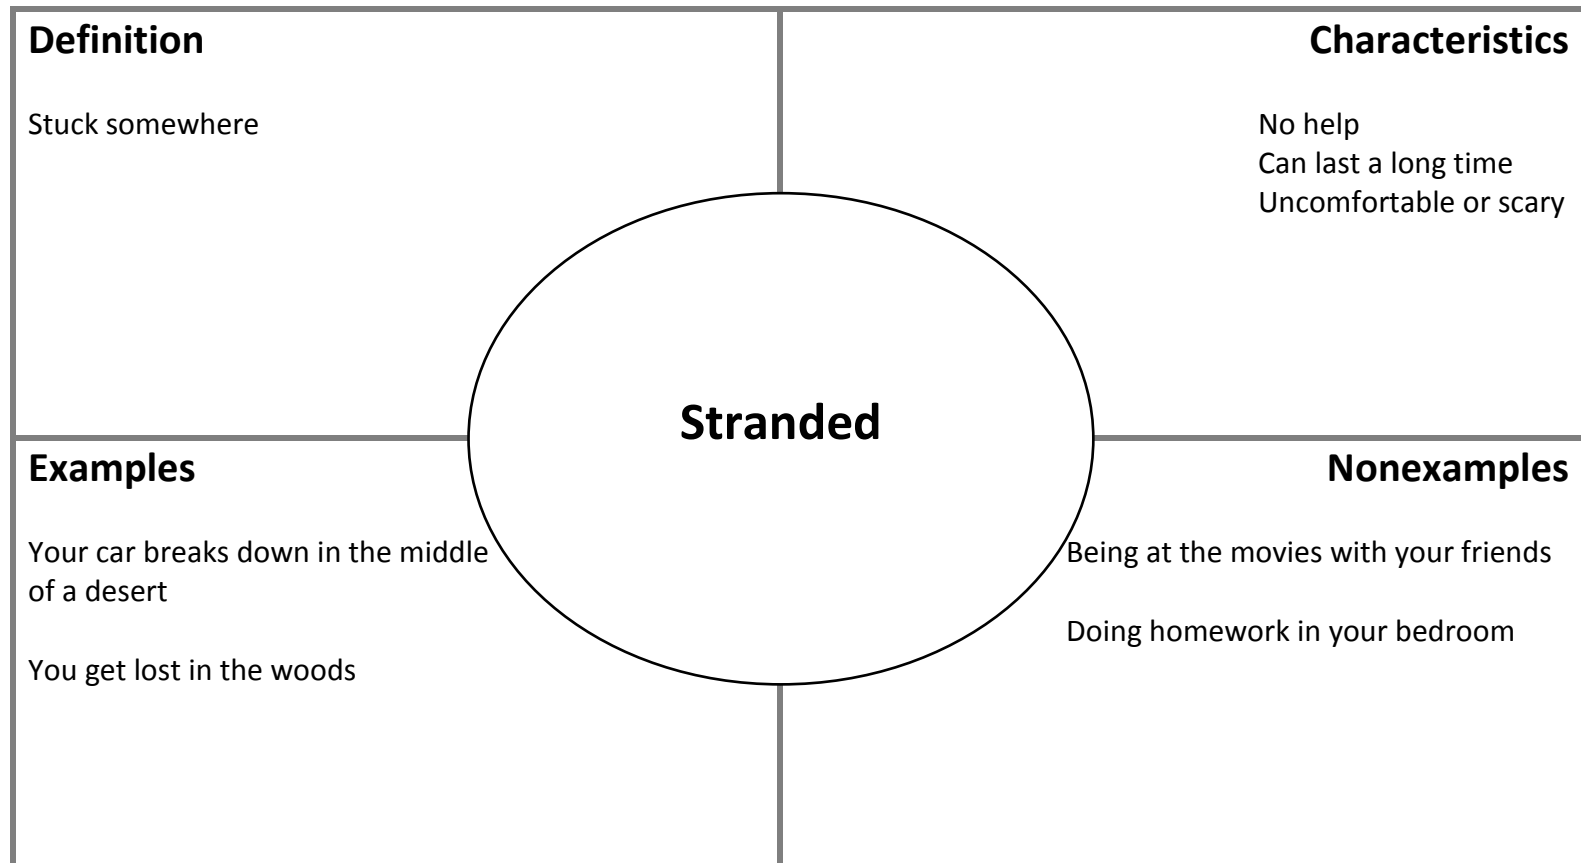 Definition
Stuck somewhere
Characteristics
No help
Can last a long time
Uncomfortable or scary
Stranded
Examples
Your car breaks down in the middle
of a desert
You get lost in the woods
Nonexamples
Being at the movies with your friends
Doing homework in your bedroom